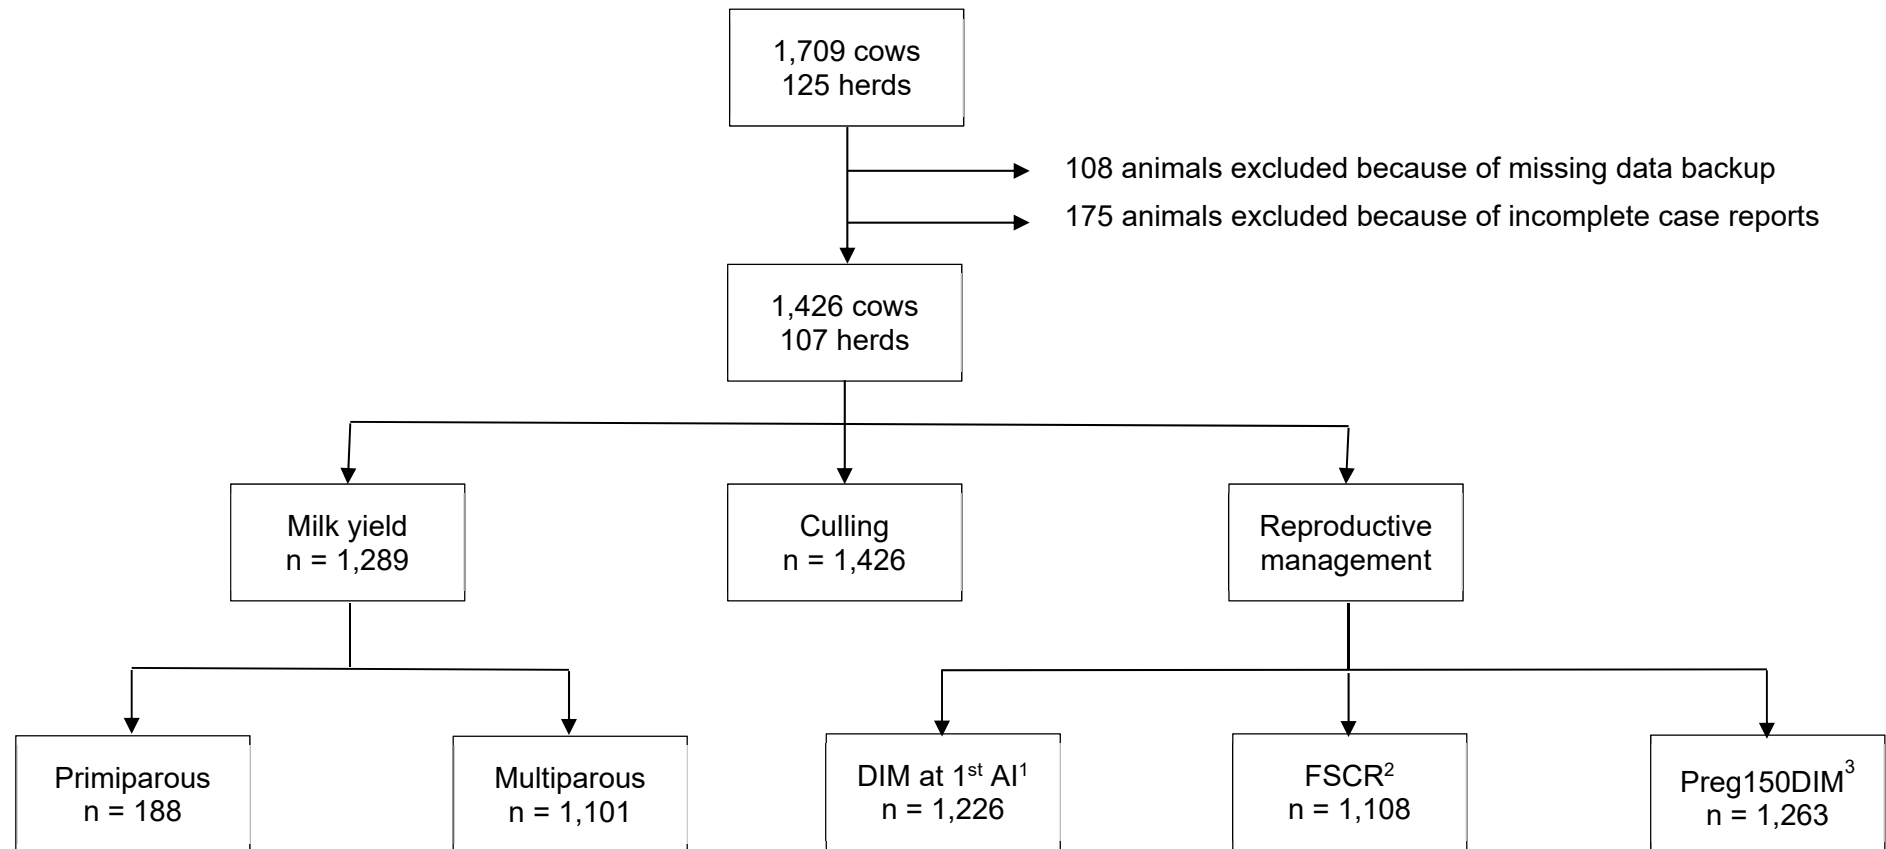 1,709 cows
125 herds
108 animals excluded because of missing data backup
175 animals excluded because of incomplete case reports
1,426 cows
107 herds
Milk yield
n = 1,289
Culling
n = 1,426
Reproductive
management
Primiparous
n = 188
Multiparous
n = 1,101
DIM at 1st AI1
n = 1,226
FSCR2
n = 1,108
Preg150DIM3
n = 1,263